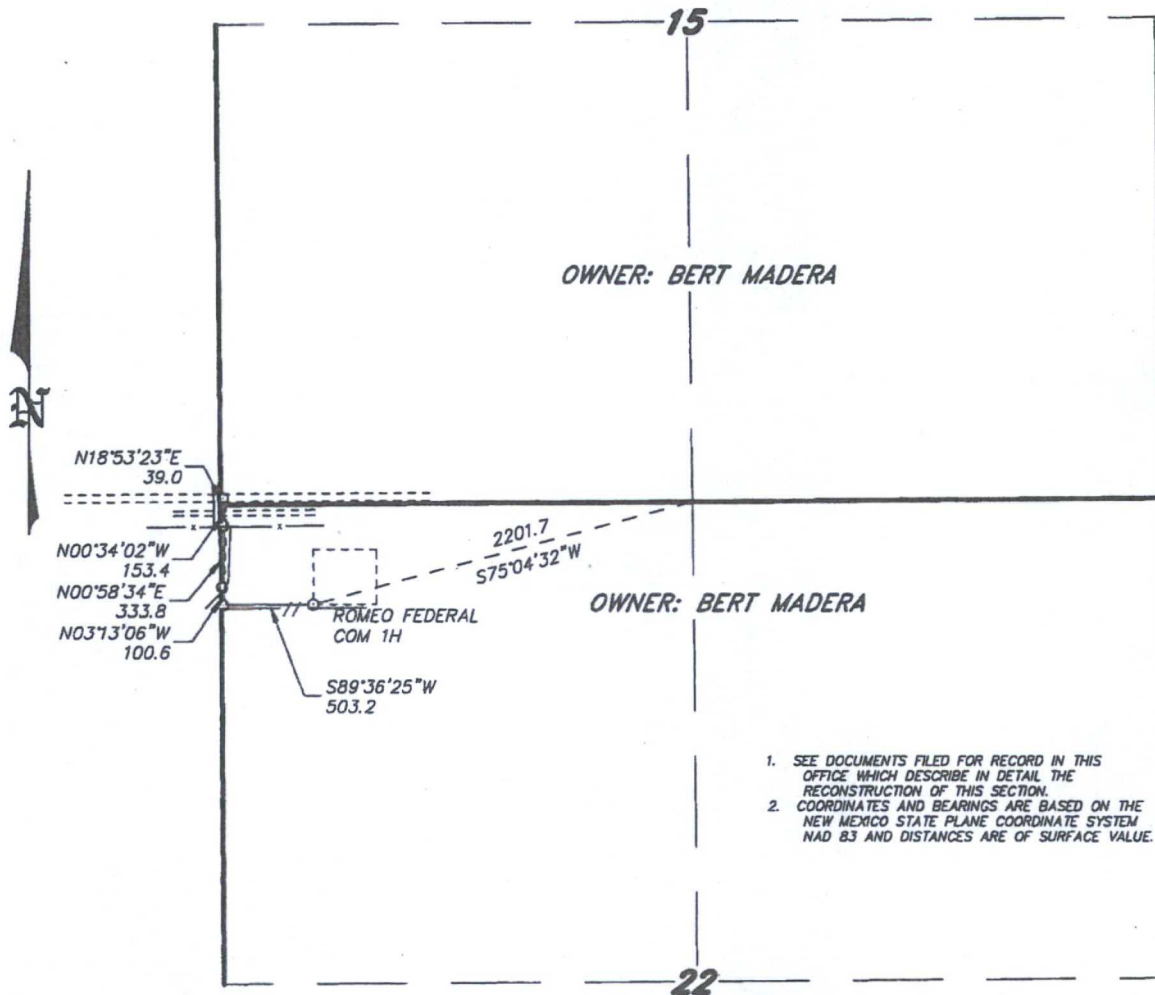 15
OWNER: BERT MADERA
N
N18°53'23"E
39.0
N00°34'02"W
153.4
N00°58'34"E
333.8
N03°13'06"W
100.6
2201.7
S75°04'32"W
OWNER: BERT MADERA
ROMEO FEDERAL
COM 1H
S89°36'25"W
503.2
1. SEE DOCUMENTS FILED FOR RECORD IN THIS
OFFICE WHICH DESCRIBE IN DETAIL THE
RECONSTRUCTION OF THIS SECTION.
2. COORDINATES AND BEARINGS ARE BASED ON THE
NEW MEXICO STATE PLANE COORDINATE SYSTEM
NAD 83 AND DISTANCES ARE OF SURFACE VALUE.
22